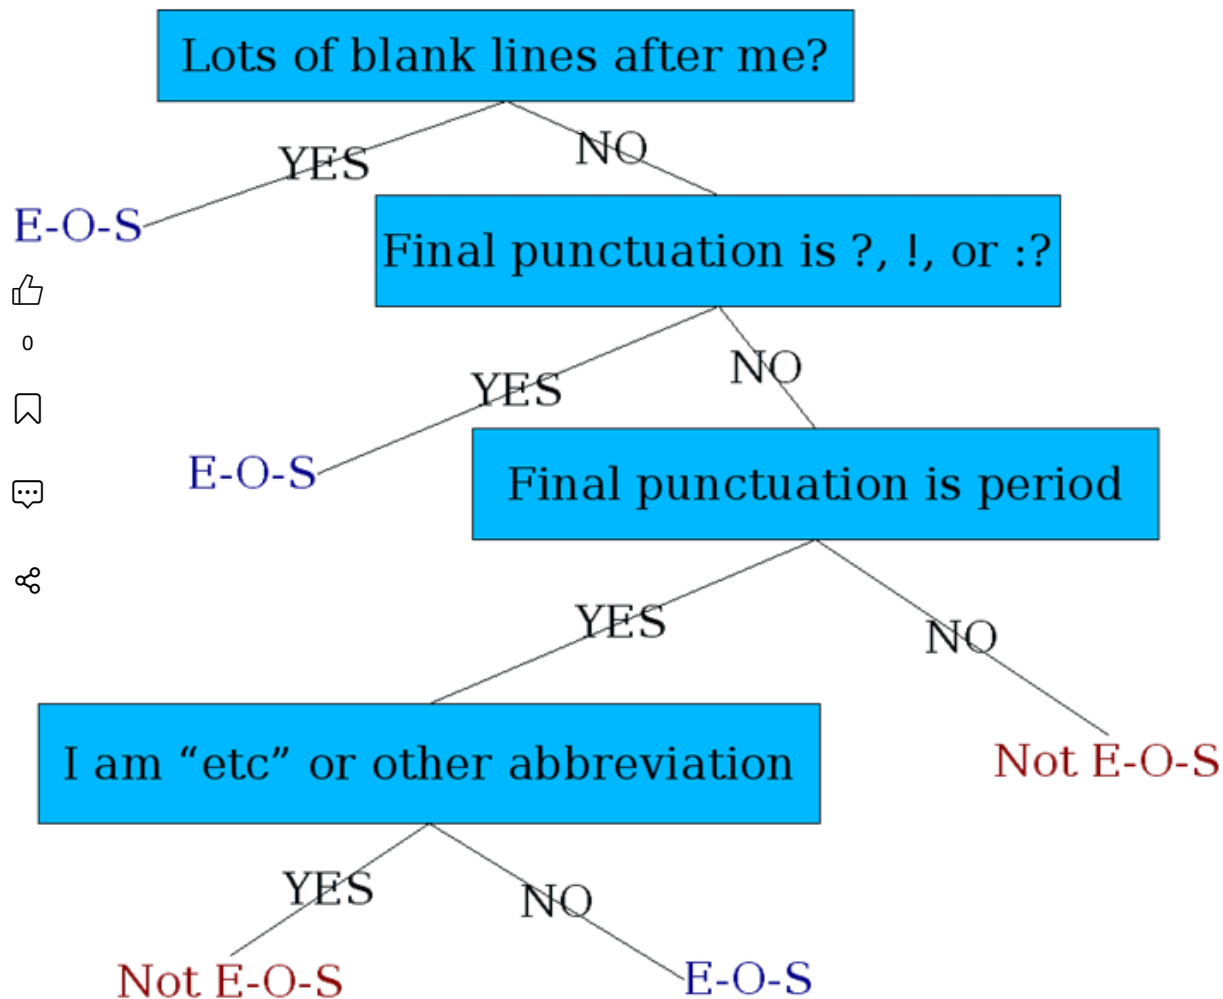 Lots of blank lines after me?
YES
NO
E-O-S
Final punctuation is ?, !, or :?
0
YES
NO
E-O-S
Final punctuation is period
YES
NO
Not E-O-S
I am “etc” or other abbreviation
YES
NO
Not E-O-S
E-O-S